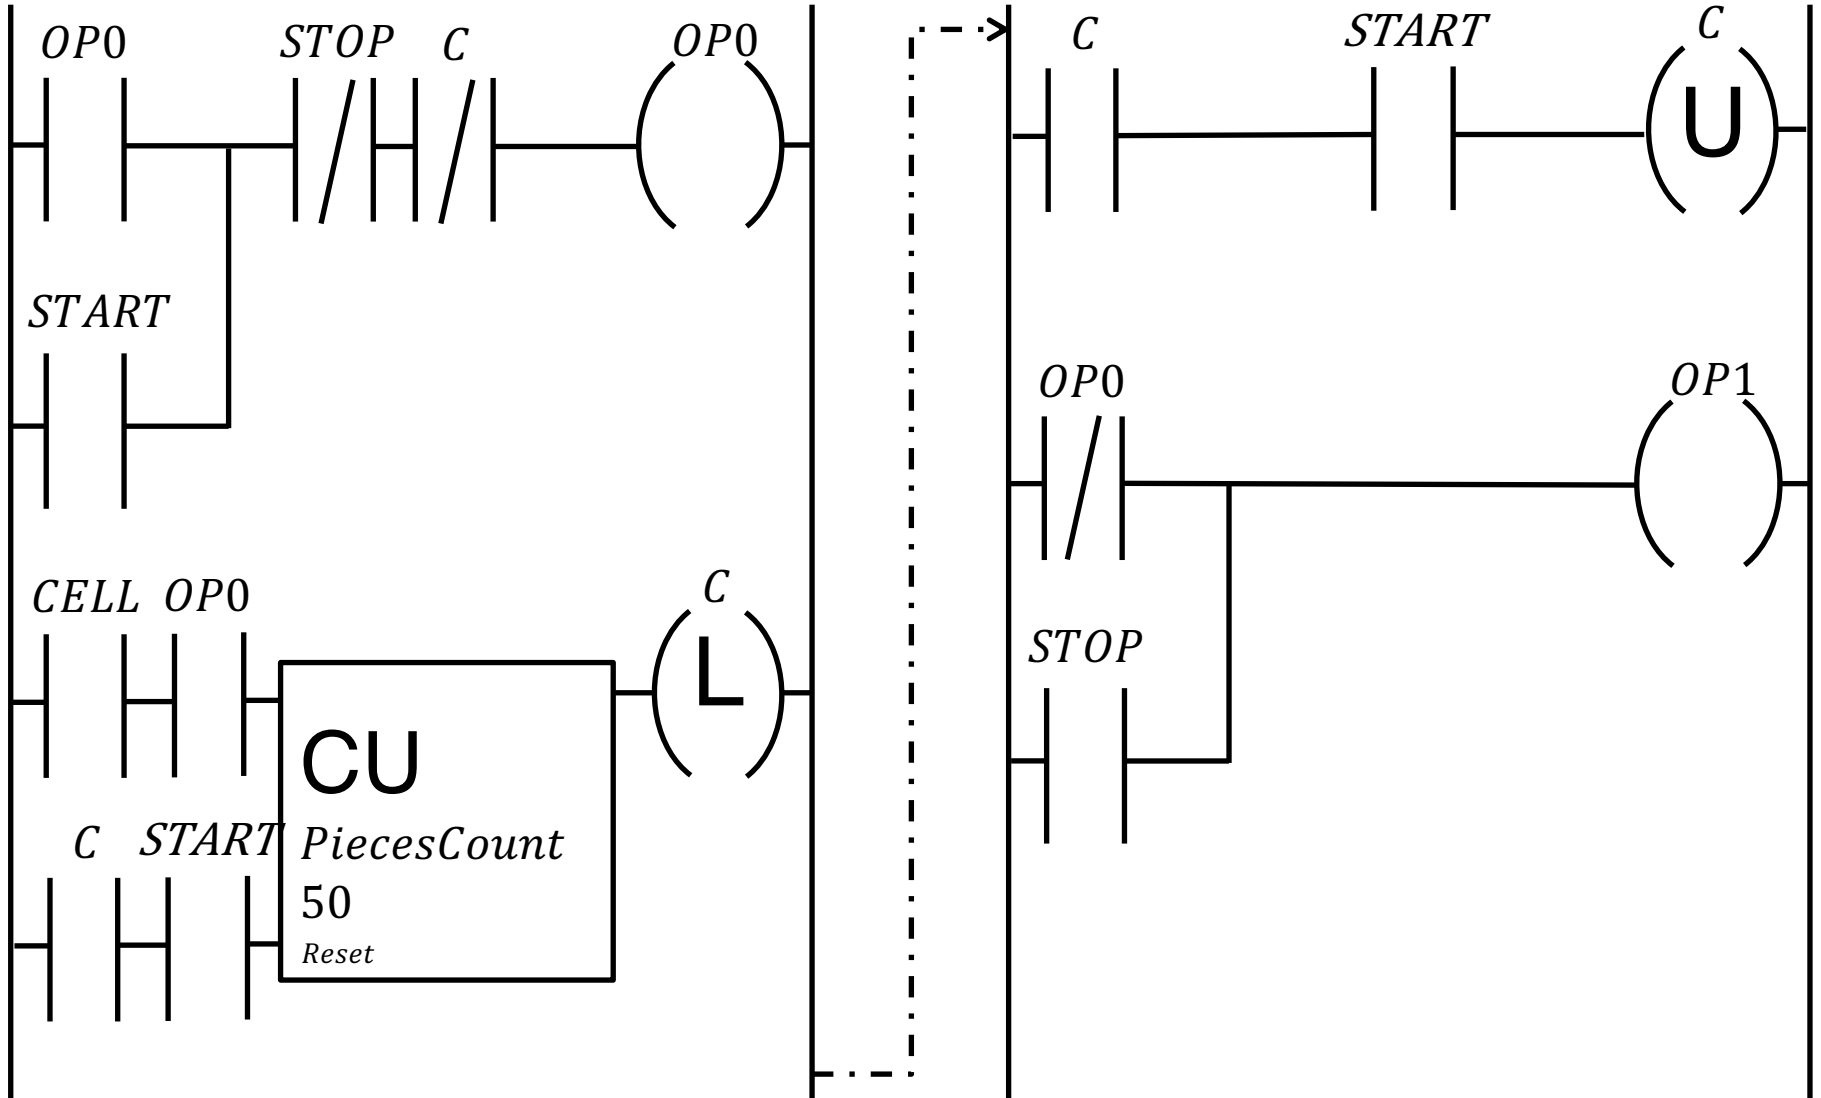 OP0 STOP C OP0
START
CELL OP0 C
L
CU
C START PiecesCount
50
Reset
C START C
U
OP0 OP1
STOP